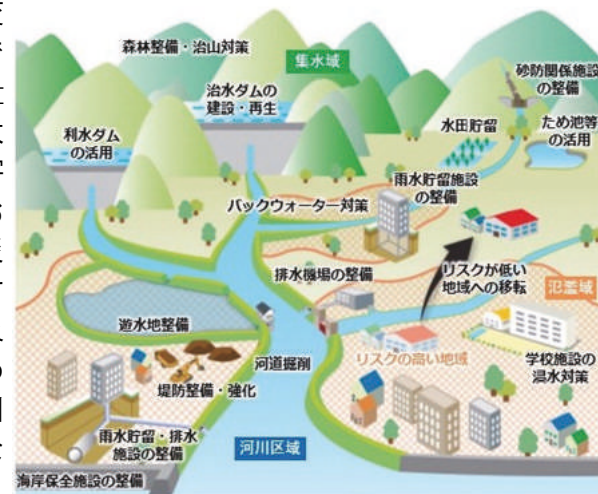 森林整備・治山対策
集水域
砂防関係施設
の整備
治水ダムの
建設・再生
利水ダム
の活用
水田貯留
ため池等
の活用
雨水貯留施設
の整備
バックウォーター対策
排水機場の整備
リスクが低い
地域への移転
氾濫域
遊水地整備
河道掘削
リスクの高い地域
学校施設の
浸水対策
堤防整備・強化
雨水貯留・排水
施設の整備
河川区域
海岸保全施設の整備